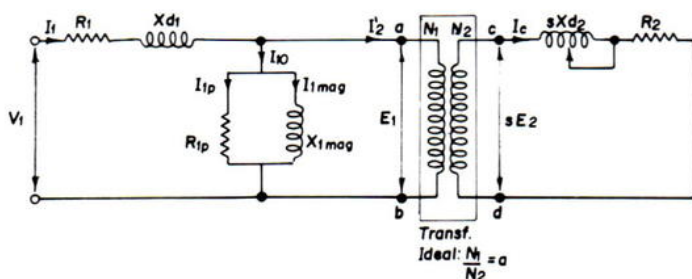 I1
R1
Xd1
I'2
a
N1
N2
c
Ic
sXd2
R2
I10
I1p
I1mag
V1
R1p
X1mag
E1
sE2
b
d
Transf.
Ideal: N1/N2 = a